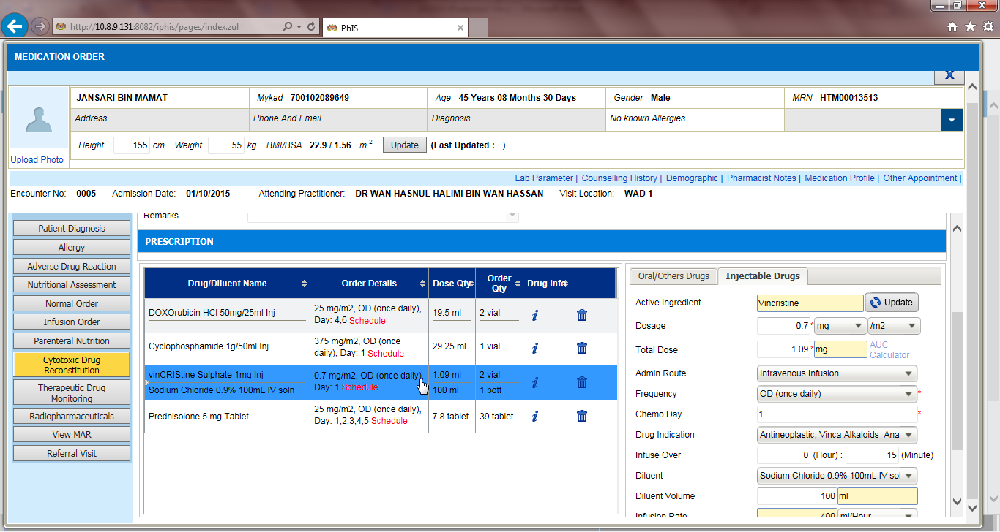 http://10.8.9.131:8082/iphis/pages/index.zul
PhIS
MEDICATION ORDER
X
JANSARI BIN MAMAT Mykad 700102089649 Age 45 Years 08 Months 30 Days Gender Male MRN HTM00013513
Address Phone And Email Diagnosis No known Allergies
Height 155 cm Weight 55 kg BMI/BSA 22.9 / 1.56 m 2 Update (Last Updated : )
Upload Photo
Lab Parameter | Counselling History | Demographic | Pharmacist Notes | Medication Profile | Other Appointment |
Encounter No: 0005 Admission Date: 01/10/2015 Attending Practitioner: DR WAN HASNUL HALIMI BIN WAN HASSAN Visit Location: WAD 1
Patient Diagnosis
Allergy
Adverse Drug Reaction
Nutritional Assessment
Normal Order
Infusion Order
Parenteral Nutrition
Cytotoxic Drug
Reconstitution
Therapeutic Drug
Monitoring
Radiopharmaceuticals
View MAR
Referral Visit
Remarks
PRESCRIPTION
Drug/Diluent Name Order Details Dose Qty Order Qty Drug Info
DOXOrubicin HCl 50mg/25ml Inj 25 mg/m2, OD (once daily), 19.5 ml 2 vial i
Day: 4,6 Schedule
Cyclophosphamide 1g/50ml Inj 375 mg/m2, OD (once 29.25 ml 1 vial i
daily), Day: 1 Schedule
vinCRIStine Sulphate 1mg Inj 0.7 mg/m2, OD (once daily), 1.09 ml 2 vial i
Sodium Chloride 0.9% 100mL IV soln Day: 1 Schedule 100 ml 1 bott
Prednisolone 5 mg Tablet 25 mg/m2, OD (once daily), 7.8 tablet 39 tablet i
Day: 1,2,3,4,5 Schedule
Oral/Others Drugs Injectable Drugs
Active Ingredient Vincristine Update
Dosage 0.7 * mg /m2
Total Dose 1.09 * mg AUC
Calculator
Admin Route Intravenous Infusion
Frequency OD (once daily) *
Chemo Day 1 *
Drug Indication Antineoplastic, Vinca Alkaloids Anal
Infuse Over 0 (Hour) : 15 (Minute)
Diluent Sodium Chloride 0.9% 100mL IV sol
Diluent Volume 100 ml
Infusion Rate 400 ml/Hour